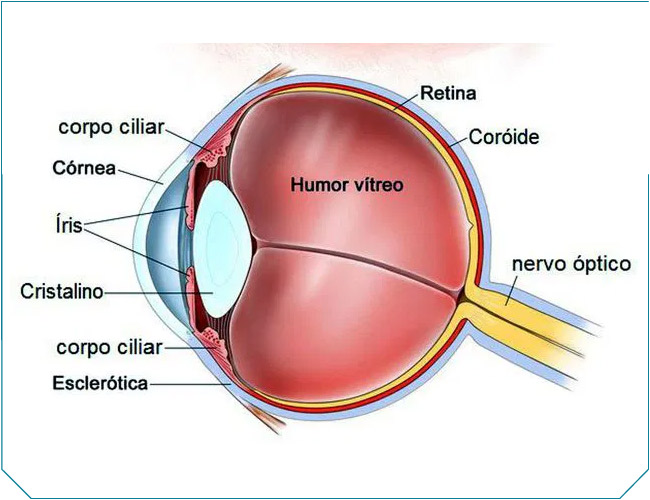 Retina
corpo ciliar
Coróide
Córnea
Humor vítreo
Íris
nervo óptico
Cristalino
corpo ciliar
Esclerótica